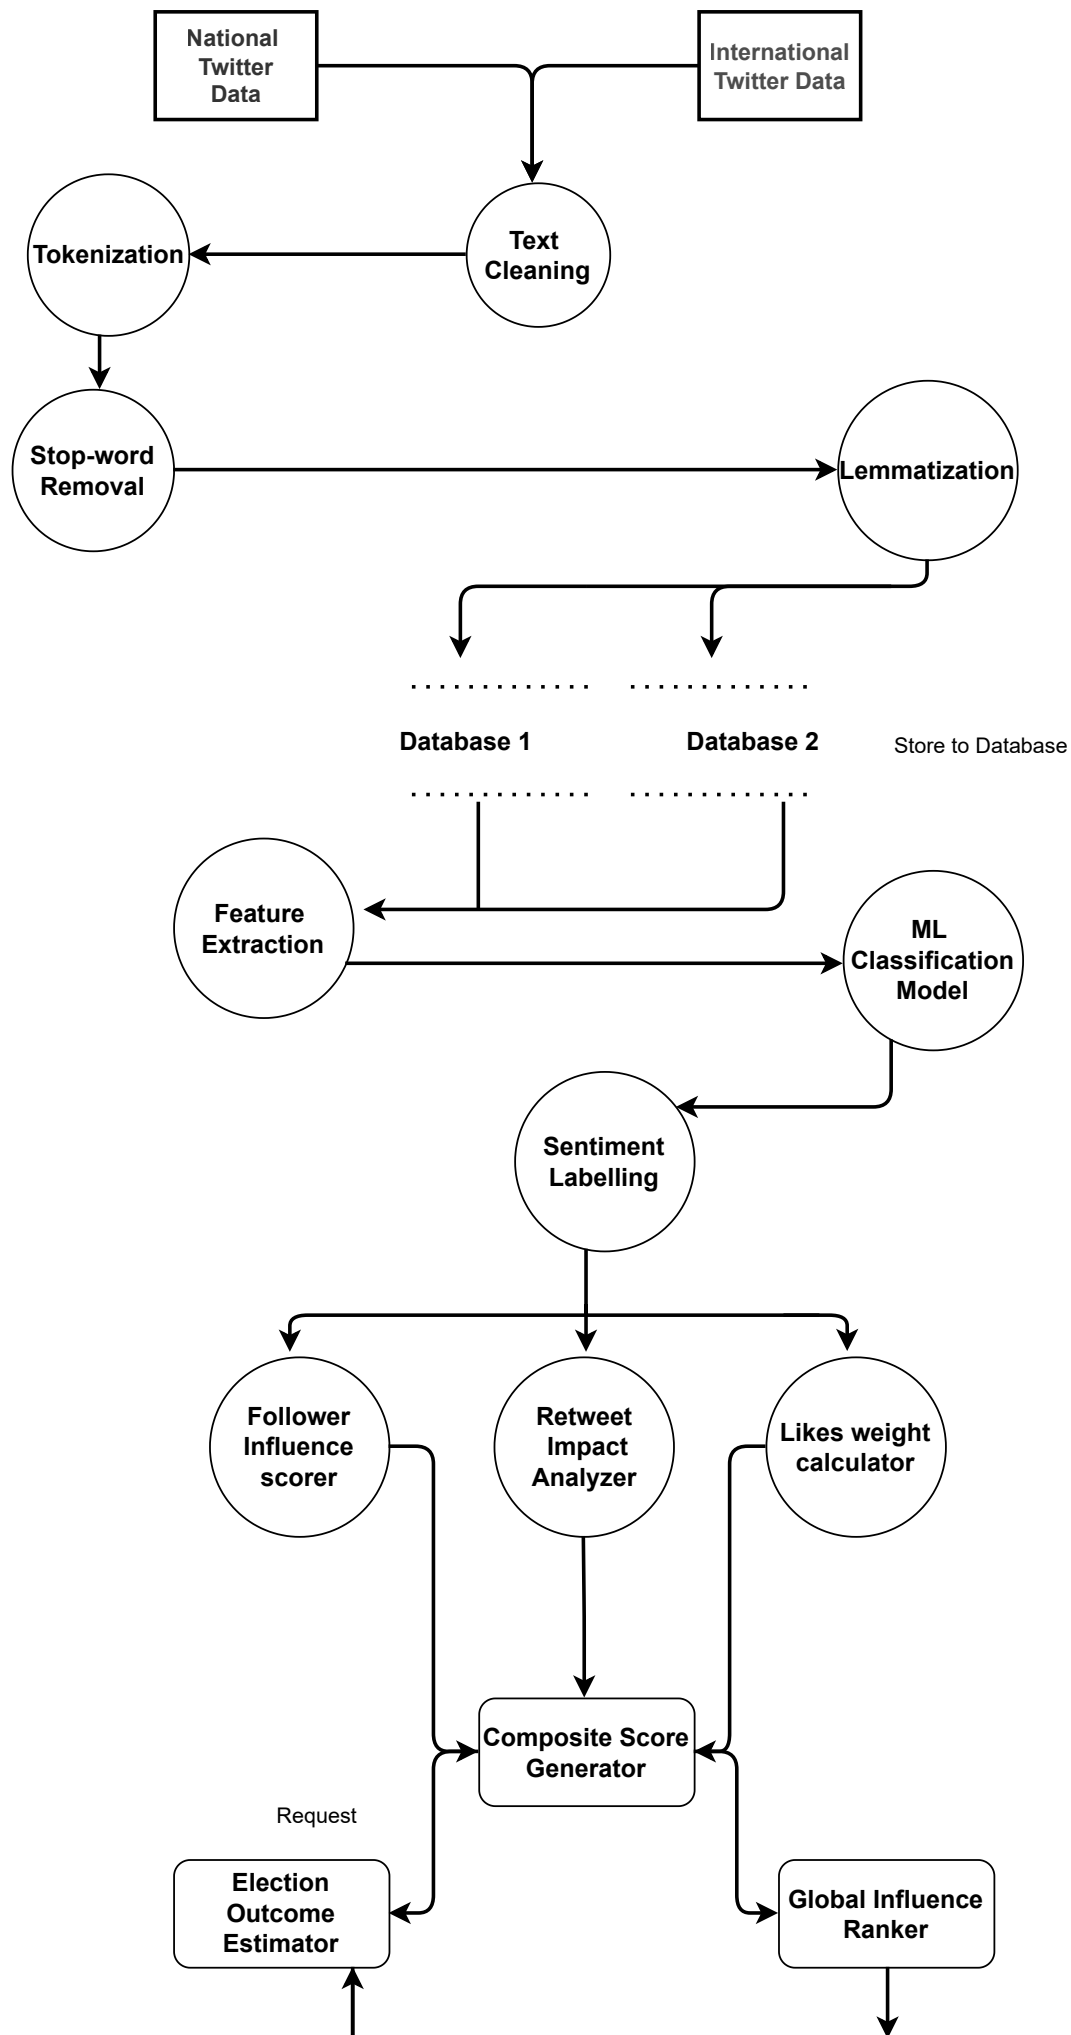 National
Twitter
Data
International
Twitter Data
Tokenization
Text
Cleaning
Stop-word
Removal
Lemmatization
Database 1
Database 2
Store to Database
Feature
Extraction
ML
Classification
Model
Sentiment
Labelling
Follower
Influence
scorer
Retweet
Impact
Analyzer
Likes weight
calculator
Composite Score
Generator
Request
Election
Outcome
Estimator
Global Influence
Ranker